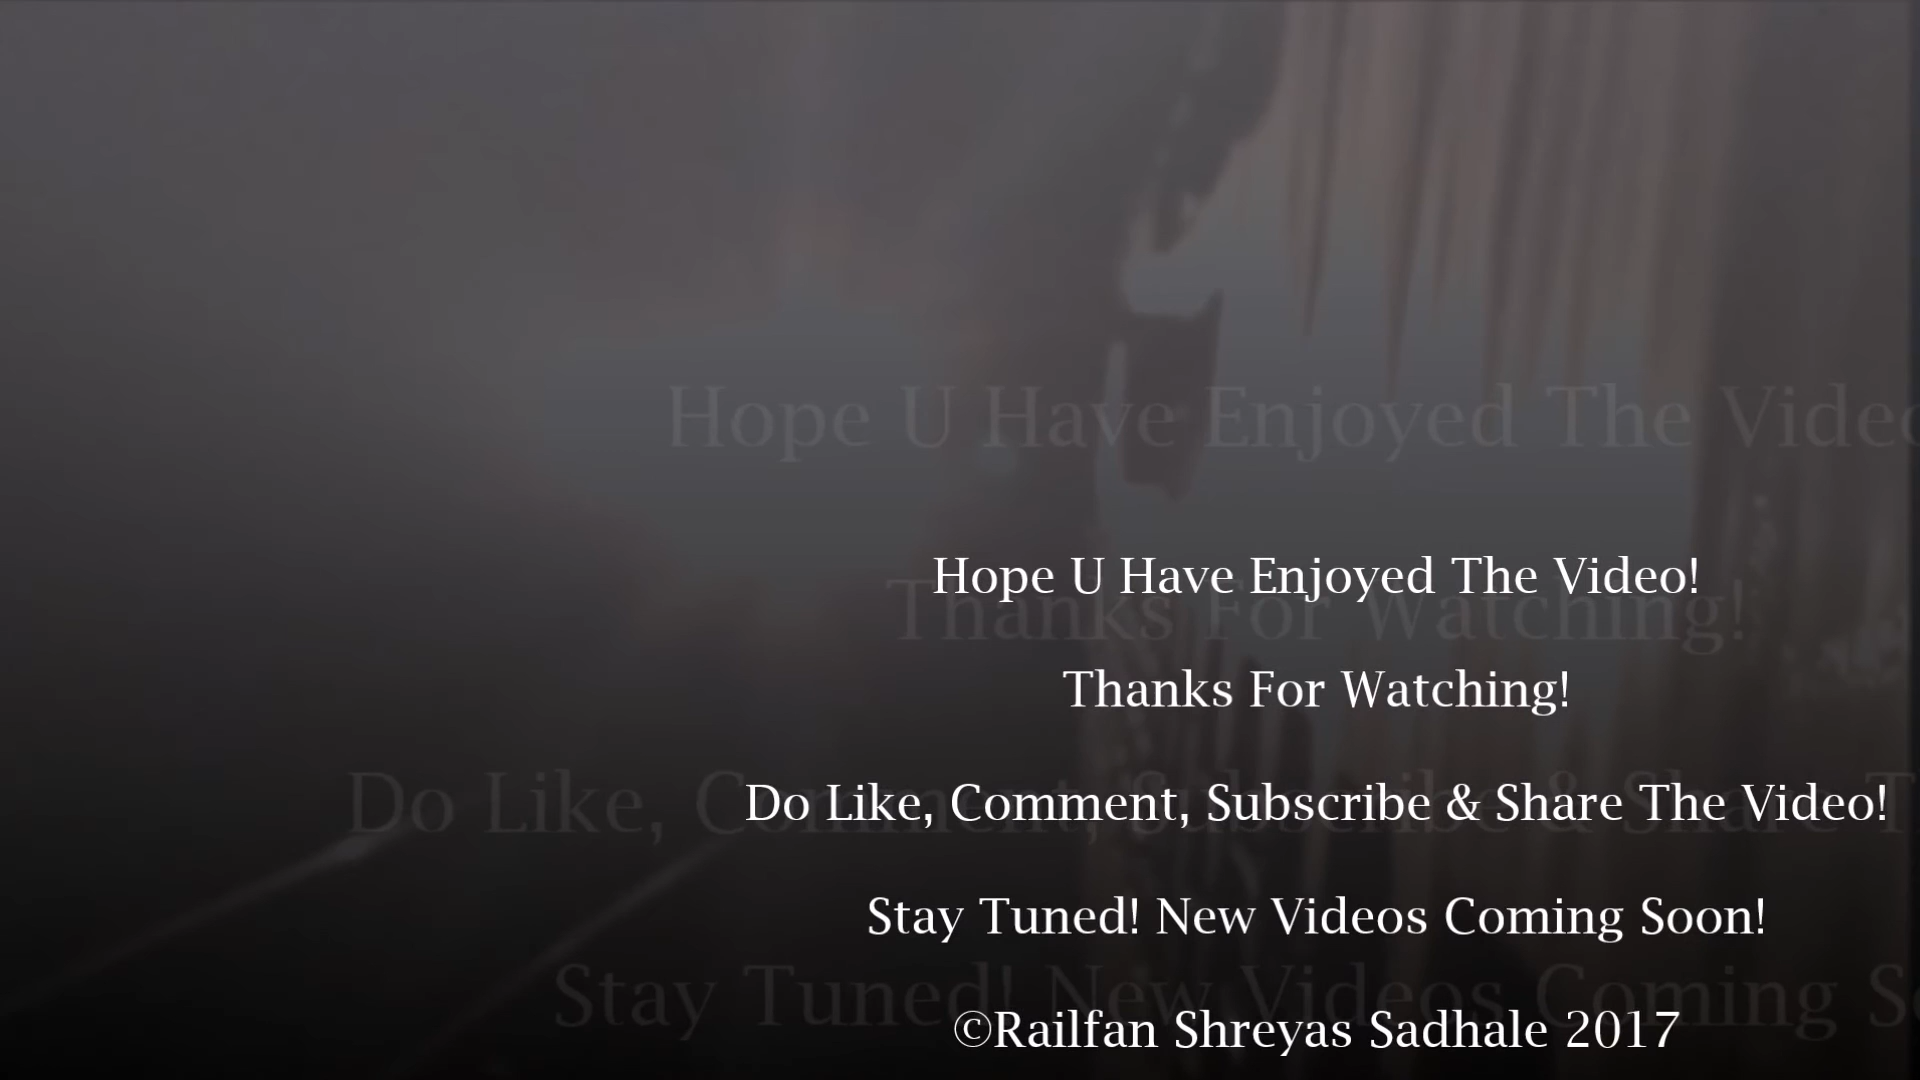 Hope U Have Enjoyed The Video!
Thanks For Watching!
Do Like, Comment, Subscribe & Share The Video!
Stay Tuned! New Videos Coming Soon!
©Railfan Shreyas Sadhale 2017